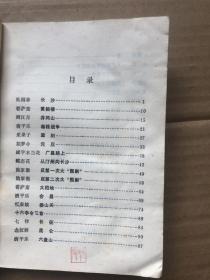 目录
沁园春 长沙 1
菩萨蛮 黄鹤楼 10
西江月 井冈山 15
清平乐 蒋桂战争
采桑子 重阳
如梦令 元旦
减字木兰花 广昌路上
蝶恋花 从汀州向长沙
渔家傲 反第一次大“围剿”
渔家傲 反第二次大“围剿”
菩萨蛮 大柏地
清平乐 会昌
忆秦娥 娄山关
十六字令三首
七律 长征
念奴娇 昆仑
清平乐 六盘山 87